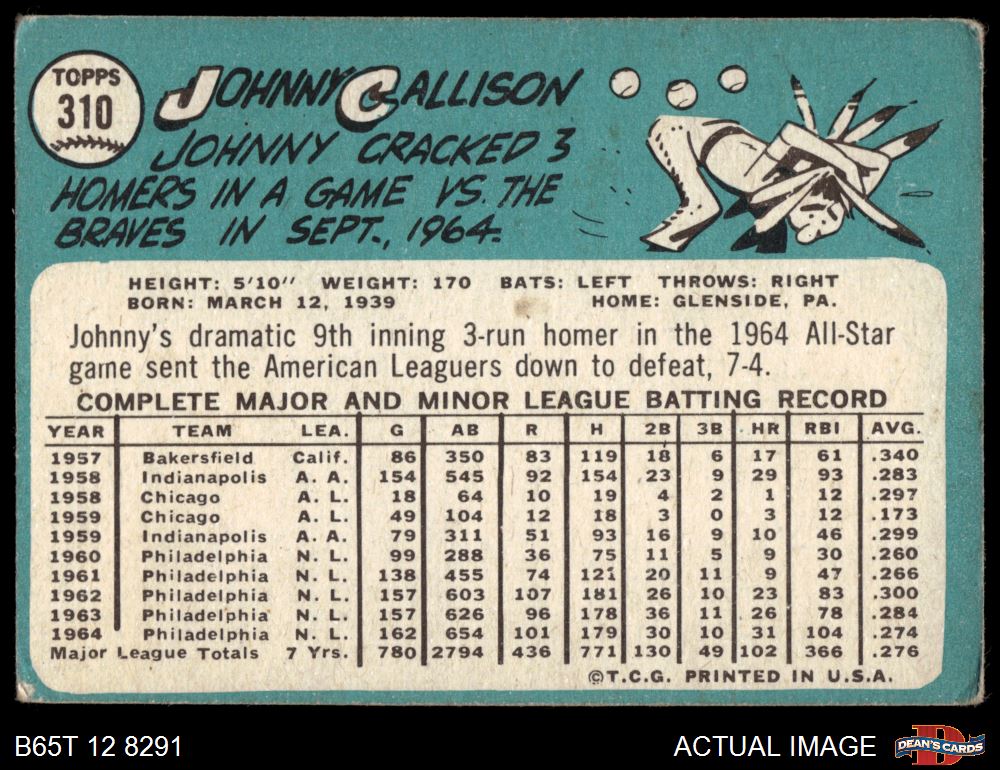 TOPPS
310
JOHNNY CALLISON
JOHNNY CRACKED 3
HOMERS IN A GAME VS. THE
BRAVES IN SEPT., 1964.
HEIGHT: 5'10" WEIGHT: 170 BATS: LEFT THROWS: RIGHT
BORN: MARCH 12, 1939 HOME: GLENSIDE, PA.
Johnny's dramatic 9th inning 3-run homer in the 1964 All-Star
game sent the American Leaguers down to defeat, 7-4.
COMPLETE MAJOR AND MINOR LEAGUE BATTING RECORD
YEAR TEAM LEA. G AB R H 2B 3B HR RBI AVG.
1957 Bakersfield Calif. 86 350 83 119 18 6 17 61 .340
1958 Indianapolis A. A. 154 545 92 154 23 9 29 93 .283
1958 Chicago A. L. 18 64 10 19 4 2 1 12 .297
1959 Chicago A. L. 49 104 12 18 3 0 3 12 .173
1959 Indianapolis A. A. 79 311 51 93 16 9 10 46 .299
1960 Philadelphia N. L. 99 288 36 75 11 5 9 30 .260
1961 Philadelphia N. L. 138 455 74 121 20 11 9 47 .266
1962 Philadelphia N. L. 157 603 107 181 26 10 23 83 .300
1963 Philadelphia N. L. 157 626 96 178 36 11 26 78 .284
1964 Philadelphia N. L. 162 654 101 179 30 10 31 104 .274
Major League Totals 7 Yrs. 780 2794 436 771 130 49 102 366 .276
©T.C.G. PRINTED IN U.S.A.
B65T 12 8291
ACTUAL IMAGE
D
DEAN'S CARDS